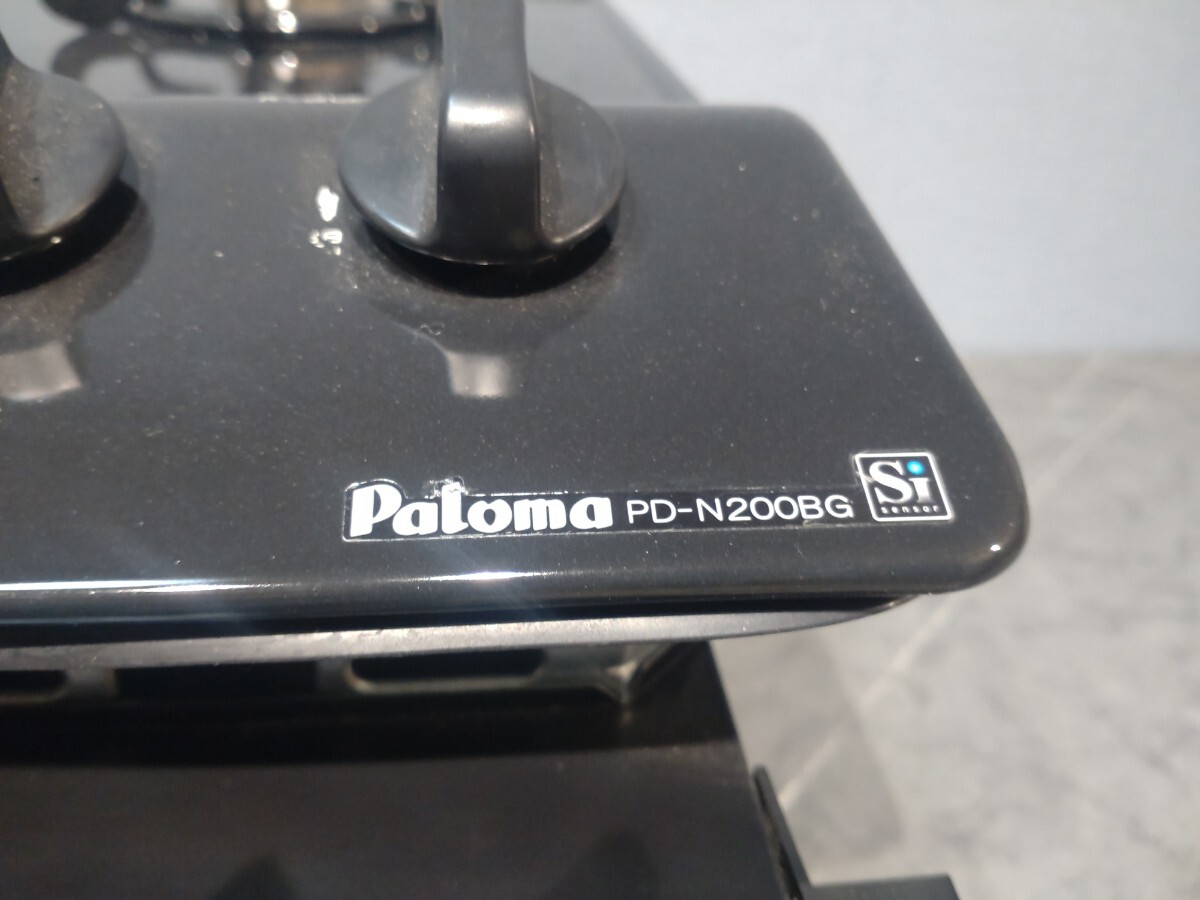 Paloma PD-N200BG Si
sensor